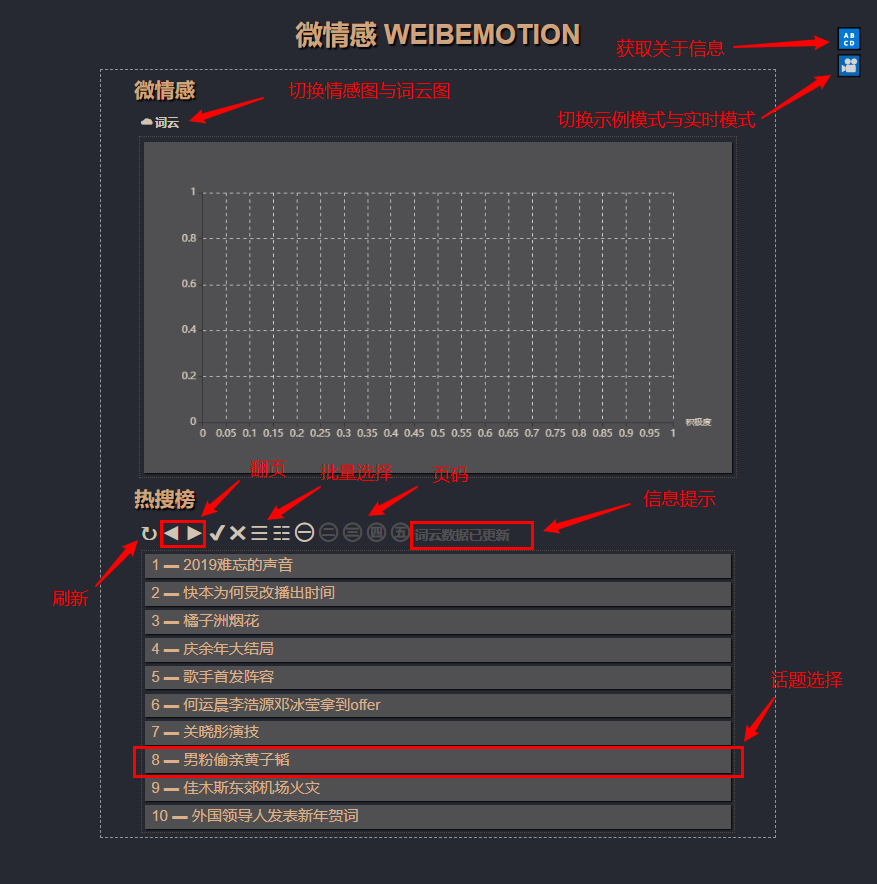 微情感 WEIBEMOTION
获取关于信息
AB
CD
微情感
切换情感图与词云图
切换示例模式与实时模式
词云
1
0.8
0.6
0.4
0.2
0
0 0.05 0.1 0.15 0.2 0.25 0.3 0.35 0.4 0.45 0.5 0.55 0.6 0.65 0.7 0.75 0.8 0.85 0.9 0.95 1
积极度
翻页 批量选择 页码
热搜榜
信息提示
一 二 三 四 五 词云数据已更新
刷新
1 — 2019难忘的声音
2 — 快本为何炅改播出时间
3 — 橘子洲烟花
4 — 庆余年大结局
5 — 歌手首发阵容
6 — 何运晨李浩源邓冰莹拿到offer
话题选择
7 — 关晓彤演技
8 — 男粉偷亲黄子韬
9 — 佳木斯东郊机场火灾
10 — 外国领导人发表新年贺词